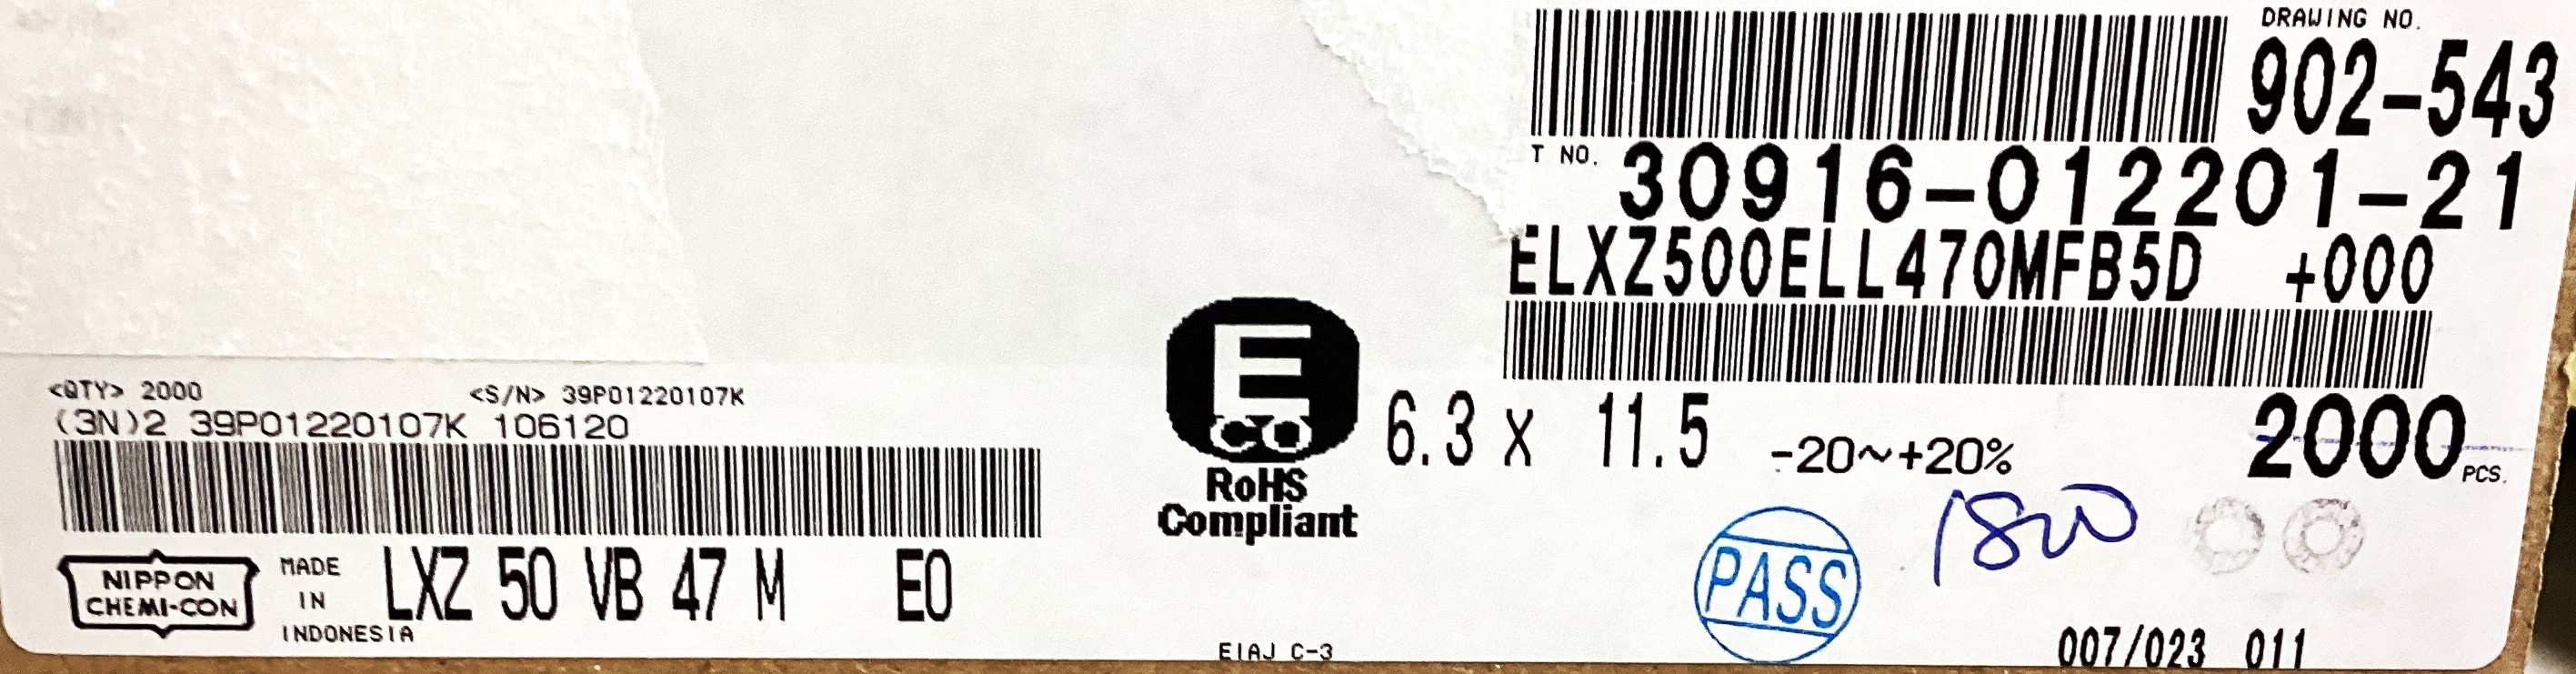 DRAWING NO.
902-543
T NO. 30916-012201-21
ELXZ500ELL470MFB5D +000
<QTY> 2000 <S/N> 39P01220107K
(3N)2 39P01220107K 106120
E
CO
RoHS
Compliant
6.3 x 11.5 -20~+20% 2000 PCS.
1800
PASS
NIPPON
CHEMI-CON
MADE
IN
INDONESIA
LXZ 50 VB 47 M E0
EIAJ C-3
007/023 011